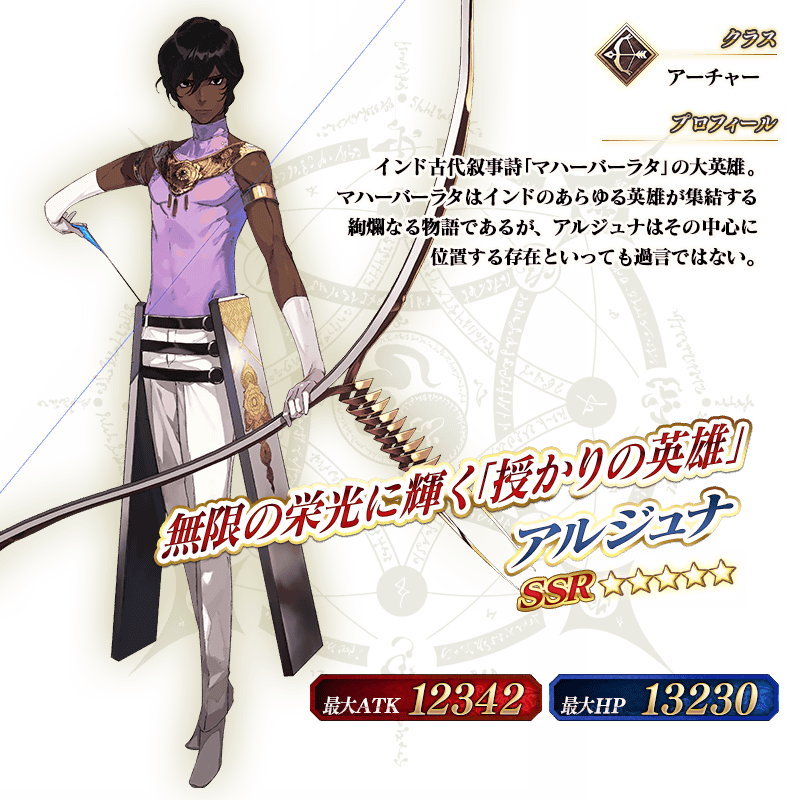 クラス
アーチャー
プロフィール
インド古代叙事詩「マハーバーラタ」の大英雄。
マハーバーラタはインドのあらゆる英雄が集結する
絢爛なる物語であるが、アルジュナはその中心に
位置する存在といっても過言ではない。
無限の栄光に輝く「授かりの英雄」
アルジュナ
SSR ☆☆☆☆☆
最大ATK 12342
最大HP 13230